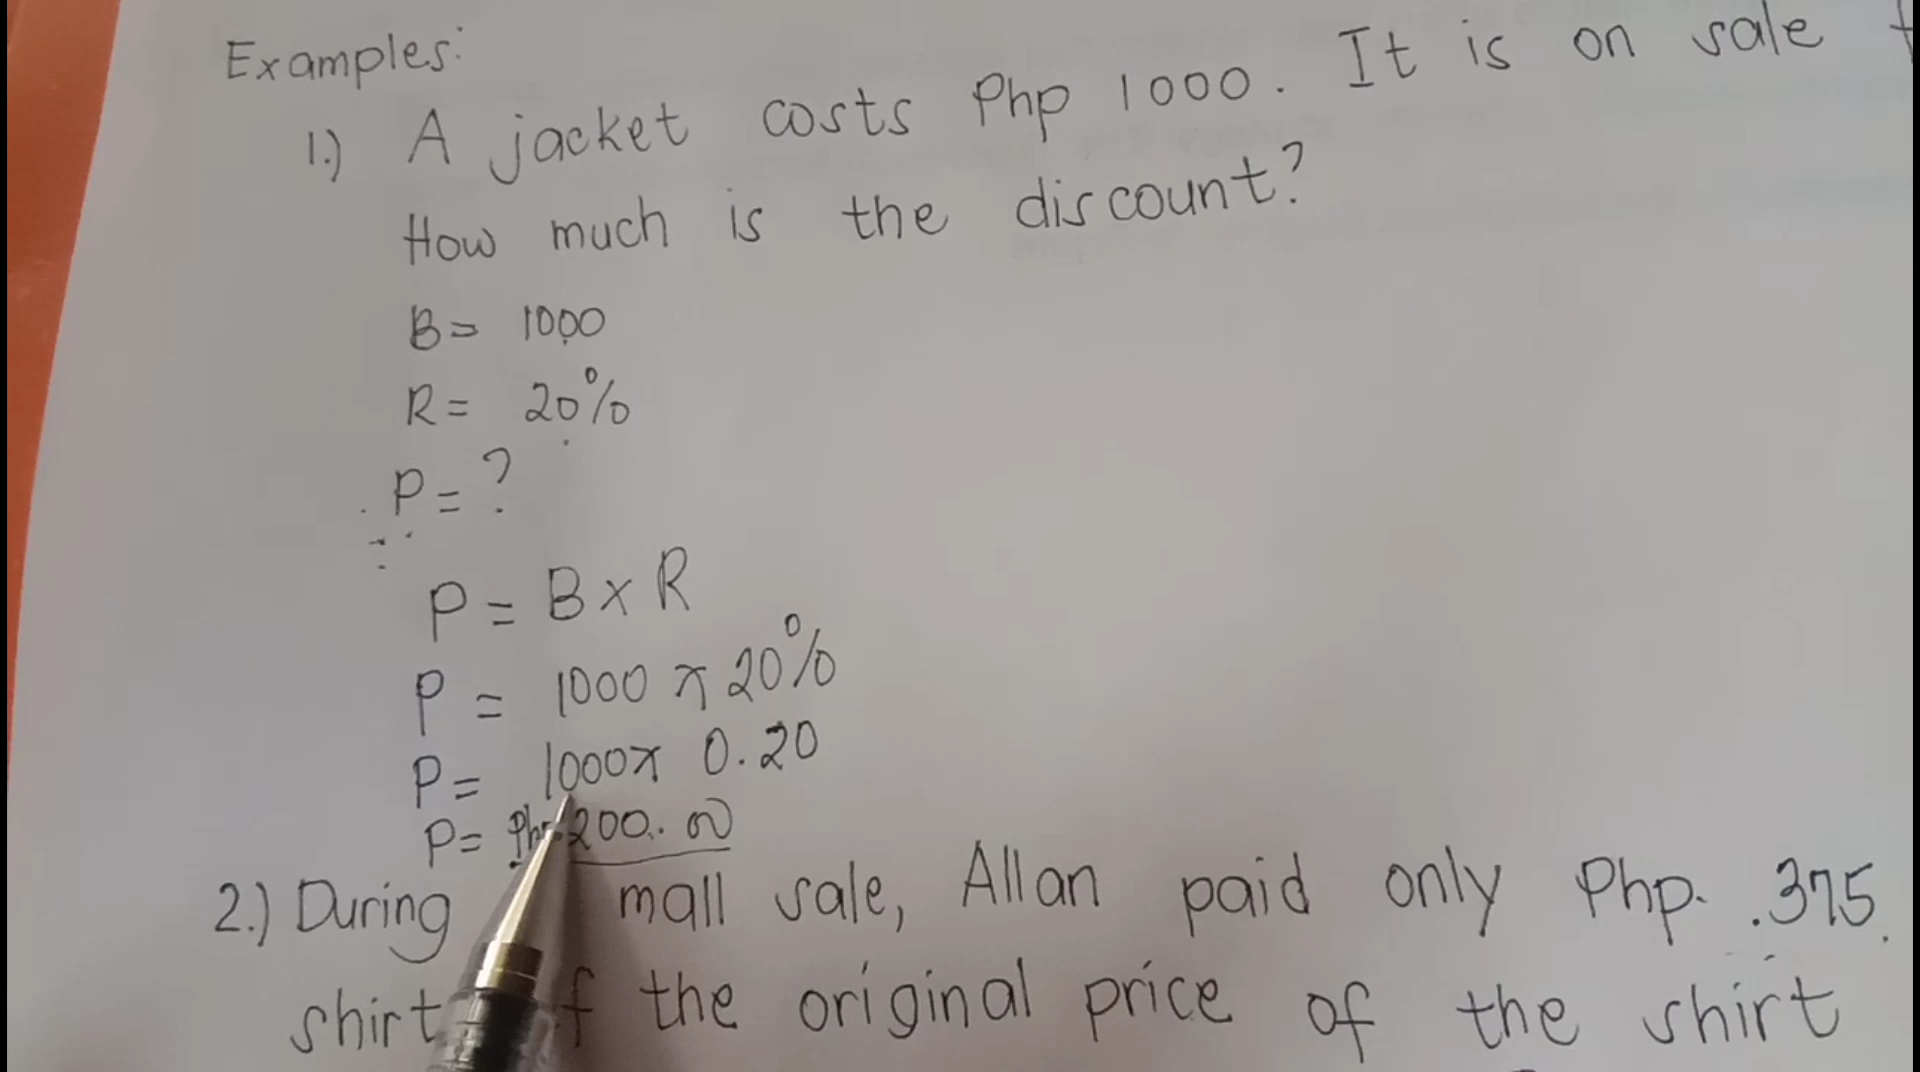 Examples:
1.) A jacket costs Php 1000. It is on sale
How much is the discount?
B= 1000
R= 20%
P= ?
P = B x R
P = 1000 x 20%
P= 1000x 0.20
P= Php 200.00
2.) During mall sale, Allan paid only Php. 375
shirt the original price of the shirt